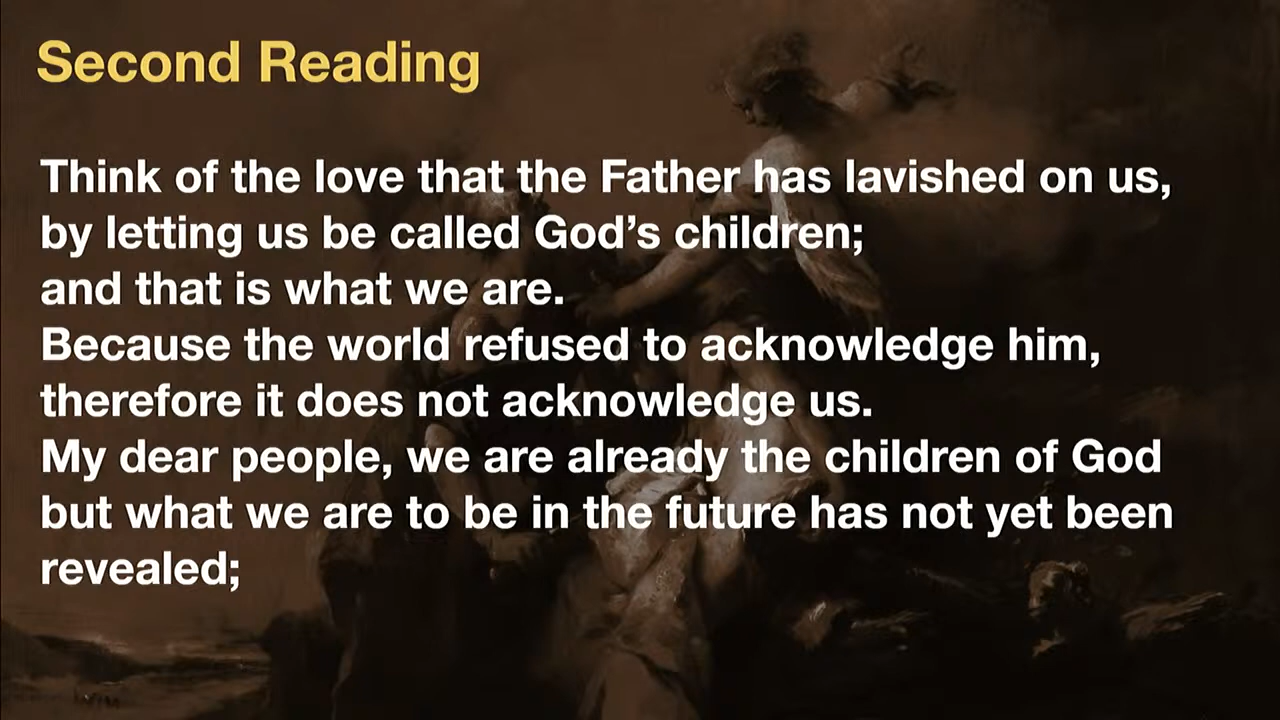 Second Reading
Think of the love that the Father has lavished on us,
by letting us be called God’s children;
and that is what we are.
Because the world refused to acknowledge him,
therefore it does not acknowledge us.
My dear people, we are already the children of God
but what we are to be in the future has not yet been
revealed;